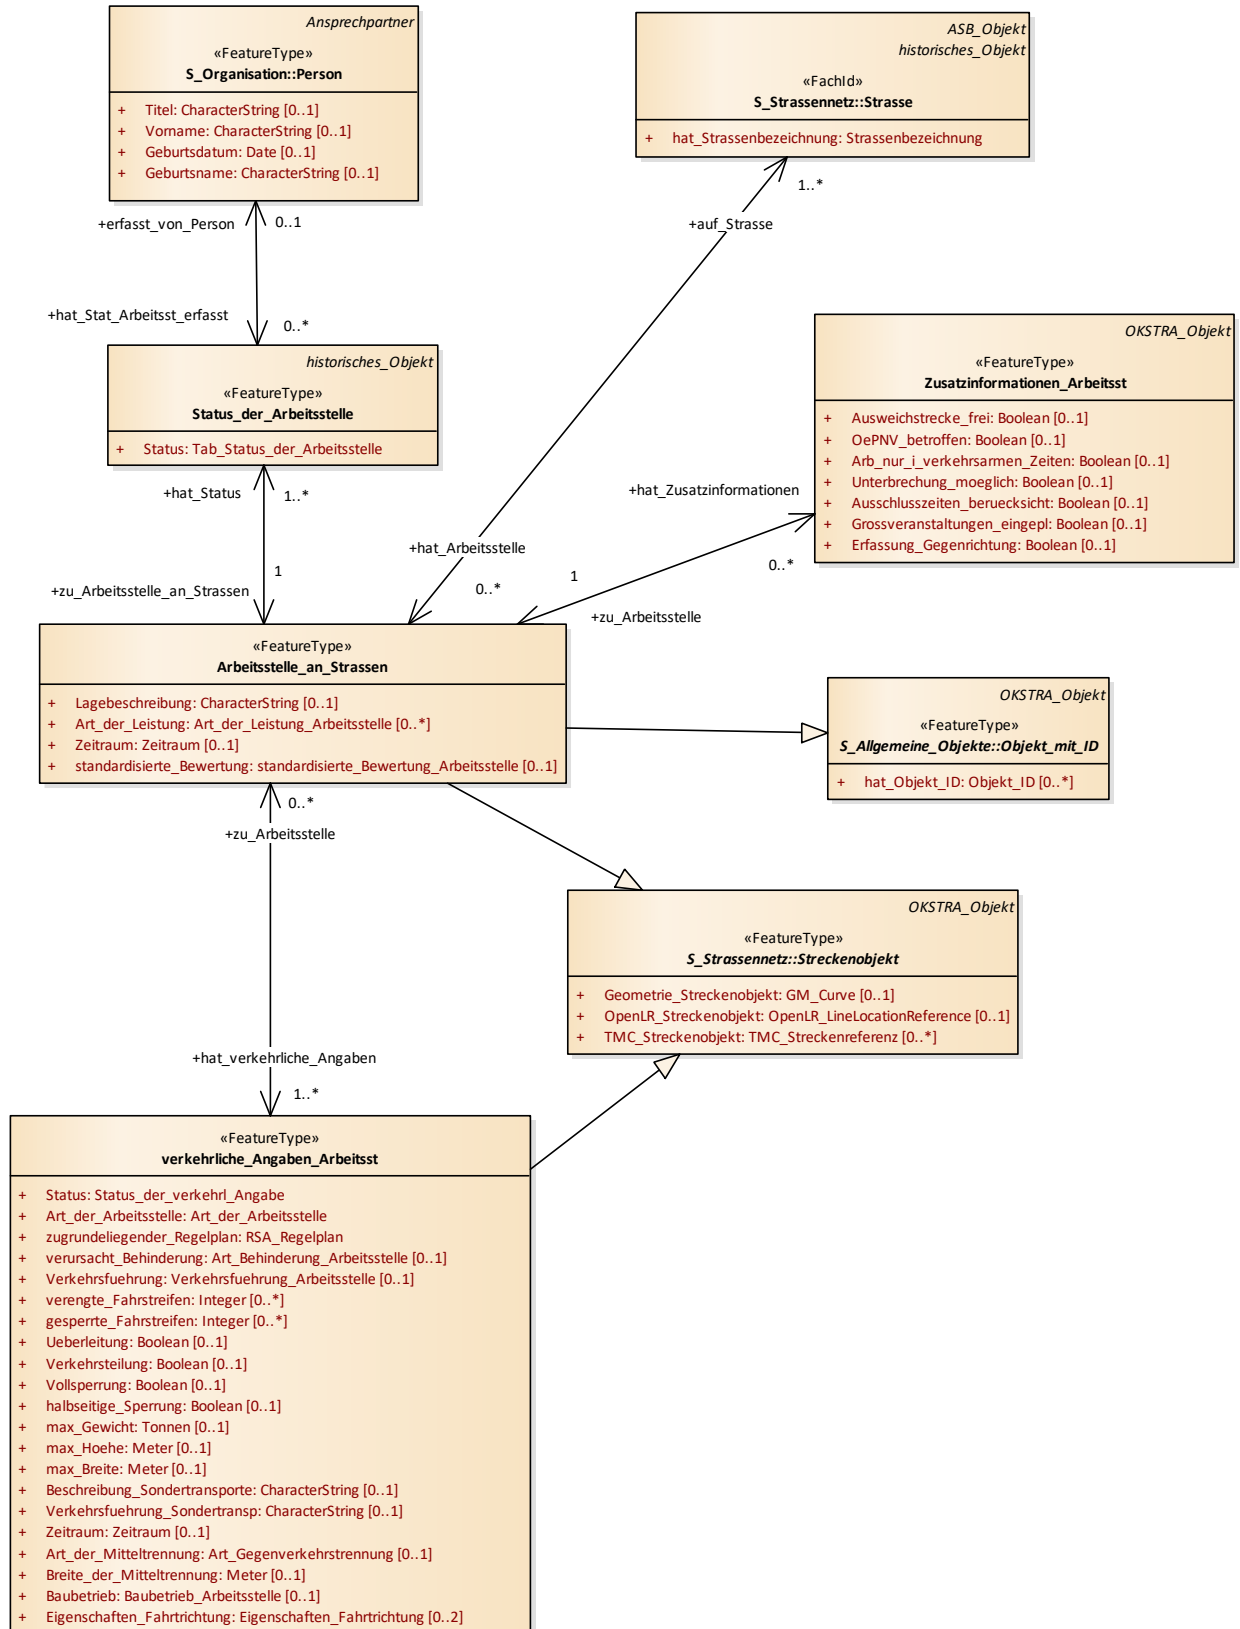 Ansprechpartner
«FeatureType»
S_Organisation::Person
+ Titel: CharacterString [0..1]
+ Vorname: CharacterString [0..1]
+ Geburtsdatum: Date [0..1]
+ Geburtsname: CharacterString [0..1]
ASB_Objekt
historisches_Objekt
«FachId»
S_Strassennetz::Strasse
+ hat_Strassenbezeichnung: Strassenbezeichnung
+erfasst_von_Person
0..1
1..*
+auf_Strasse
+hat_Stat_Arbeitsst_erfasst
0..*
historisches_Objekt
«FeatureType»
Status_der_Arbeitsstelle
+ Status: Tab_Status_der_Arbeitsstelle
OKSTRA_Objekt
«FeatureType»
Zusatzinformationen_Arbeitsst
+ Ausweichstrecke_frei: Boolean [0..1]
+ OePNV_betroffen: Boolean [0..1]
+ Arb_nur_i_verkehrsarmen_Zeiten: Boolean [0..1]
+ Unterbrechung_moeglich: Boolean [0..1]
+ Ausschlusszeiten_beruecksicht: Boolean [0..1]
+ Grossveranstaltungen_eingepl: Boolean [0..1]
+ Erfassung_Gegenrichtung: Boolean [0..1]
+hat_Status
1..*
+hat_Zusatzinformationen
0..*
+hat_Arbeitsstelle
0..*
1
+zu_Arbeitsstelle
1
+zu_Arbeitsstelle_an_Strassen
«FeatureType»
Arbeitsstelle_an_Strassen
+ Lagebeschreibung: CharacterString [0..1]
+ Art_der_Leistung: Art_der_Leistung_Arbeitsstelle [0..*]
+ Zeitraum: Zeitraum [0..1]
+ standardisierte_Bewertung: standardisierte_Bewertung_Arbeitsstelle [0..1]
OKSTRA_Objekt
«FeatureType»
S_Allgemeine_Objekte::Objekt_mit_ID
+ hat_Objekt_ID: Objekt_ID [0..*]
0..*
+zu_Arbeitsstelle
OKSTRA_Objekt
«FeatureType»
S_Strassennetz::Streckenobjekt
+ Geometrie_Streckenobjekt: GM_Curve [0..1]
+ OpenLR_Streckenobjekt: OpenLR_LineLocationReference [0..1]
+ TMC_Streckenobjekt: TMC_Streckenreferenz [0..*]
+hat_verkehrliche_Angaben
1..*
«FeatureType»
verkehrliche_Angaben_Arbeitsst
+ Status: Status_der_verkehrl_Angabe
+ Art_der_Arbeitsstelle: Art_der_Arbeitsstelle
+ zugrundeliegender_Regelplan: RSA_Regelplan
+ verursacht_Behinderung: Art_Behinderung_Arbeitsstelle [0..1]
+ Verkehrsfuehrung: Verkehrsfuehrung_Arbeitsstelle [0..1]
+ verengte_Fahrstreifen: Integer [0..*]
+ gesperrte_Fahrstreifen: Integer [0..*]
+ Ueberleitung: Boolean [0..1]
+ Verkehrsteilung: Boolean [0..1]
+ Vollsperrung: Boolean [0..1]
+ halbseitige_Sperrung: Boolean [0..1]
+ max_Gewicht: Tonnen [0..1]
+ max_Hoehe: Meter [0..1]
+ max_Breite: Meter [0..1]
+ Beschreibung_Sondertransporte: CharacterString [0..1]
+ Verkehrsfuehrung_Sondertransp: CharacterString [0..1]
+ Zeitraum: Zeitraum [0..1]
+ Art_der_Mitteltrennung: Art_Gegenverkehrstrennung [0..1]
+ Breite_der_Mitteltrennung: Meter [0..1]
+ Baubetrieb: Baubetrieb_Arbeitsstelle [0..1]
+ Eigenschaften_Fahrtrichtung: Eigenschaften_Fahrtrichtung [0..2]